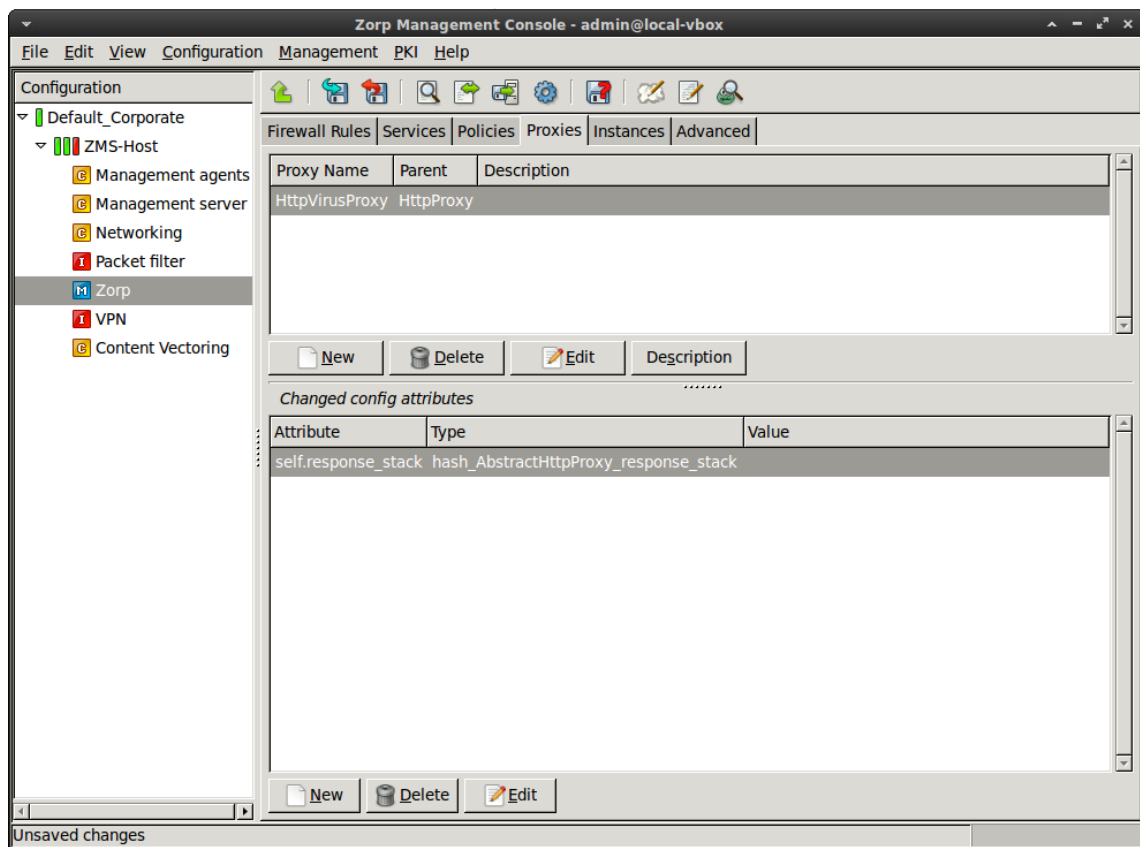 Zorp Management Console - admin@local-vbox
File Edit View Configuration Management PKI Help
Configuration
Default_Corporate
ZMS-Host
Management agents
Management server
Networking
Packet filter
Zorp
VPN
Content Vectoring
Firewall Rules Services Policies Proxies Instances Advanced
Proxy Name Parent Description
HttpVirusProxy HttpProxy
New Delete Edit Description
Changed config attributes
Attribute Type Value
self.response_stack hash_AbstractHttpProxy_response_stack
New Delete Edit
Unsaved changes